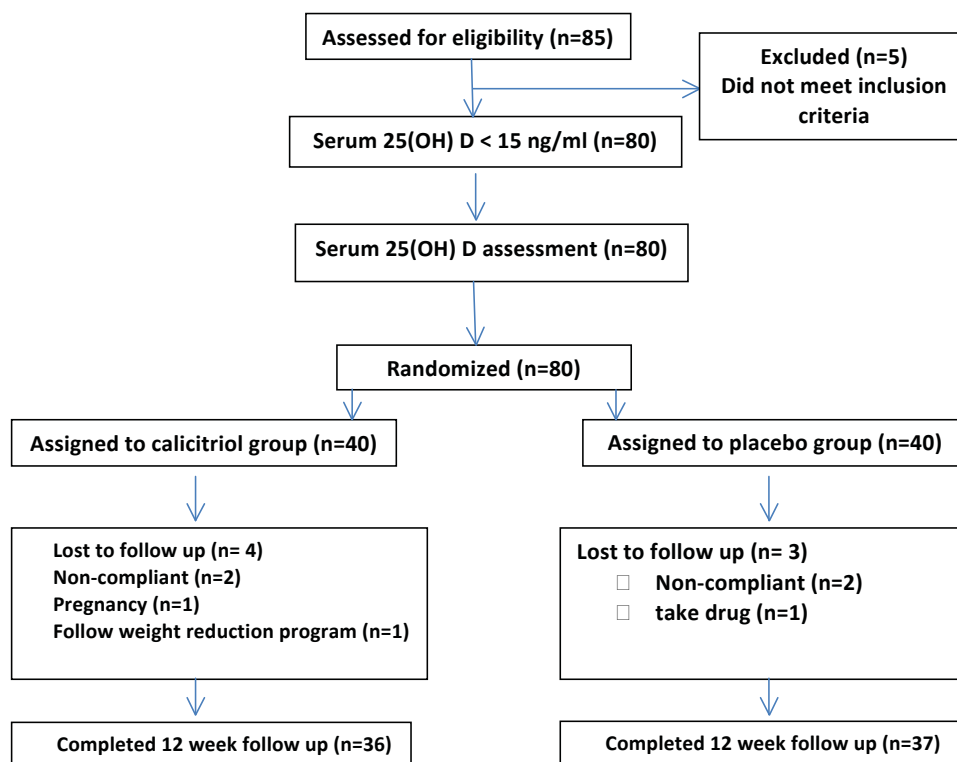 Assessed for eligibility (n=85)
Excluded (n=5)
Did not meet inclusion
criteria
Serum 25(OH) D < 15 ng/ml (n=80)
Serum 25(OH) D assessment (n=80)
Randomized (n=80)
Assigned to calicitriol group (n=40)
Assigned to placebo group (n=40)
Lost to follow up (n= 4)
Non-compliant (n=2)
Pregnancy (n=1)
Follow weight reduction program (n=1)
Lost to follow up (n= 3)
Non-compliant (n=2)
take drug (n=1)
Completed 12 week follow up (n=36)
Completed 12 week follow up (n=37)